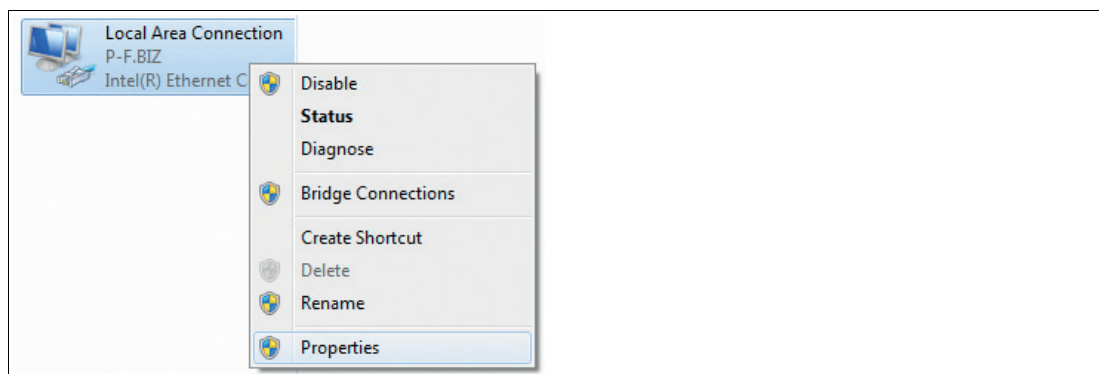 Local Area Connection
P-F.BIZ
Intel(R) Ethernet C
Disable
Status
Diagnose
Bridge Connections
Create Shortcut
Delete
Rename
Properties